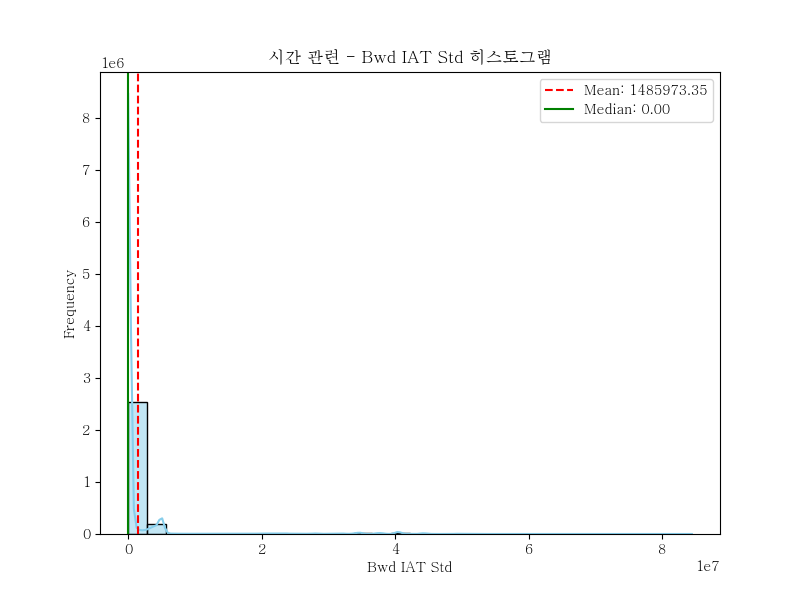 시간 관련 - Bwd IAT Std 히스토그램
1e6
Mean: 1485973.35
Median: 0.00
8
7
6
5
4
3
2
1
0
Frequency
0 2 4 6 8
1e7
Bwd IAT Std